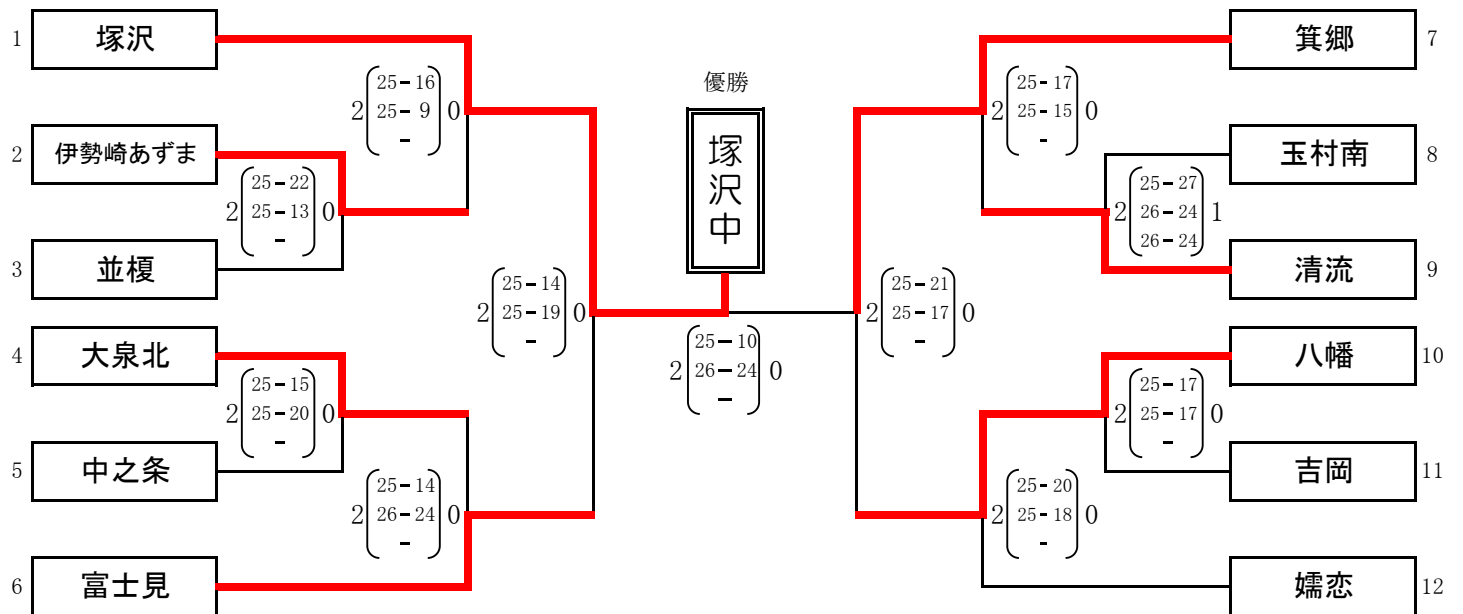 1 塚沢
2 伊勢崎あずま
3 並榎
4 大泉北
5 中之条
6 富士見
2 25-16 0
25-9
-
2 25-22 0
25-13
-
2 25-15 0
25-20
-
2 25-14 0
26-24
-
2 25-14 0
25-19
-
優勝
塚沢中
2 25-10 0
26-24
-
2 25-21 0
25-17
-
2 25-17 0
25-15
-
2 25-27 1
26-24
26-24
2 25-17 0
25-17
-
2 25-20 0
25-18
-
箕郷 7
玉村南 8
清流 9
八幡 10
吉岡 11
嬬恋 12